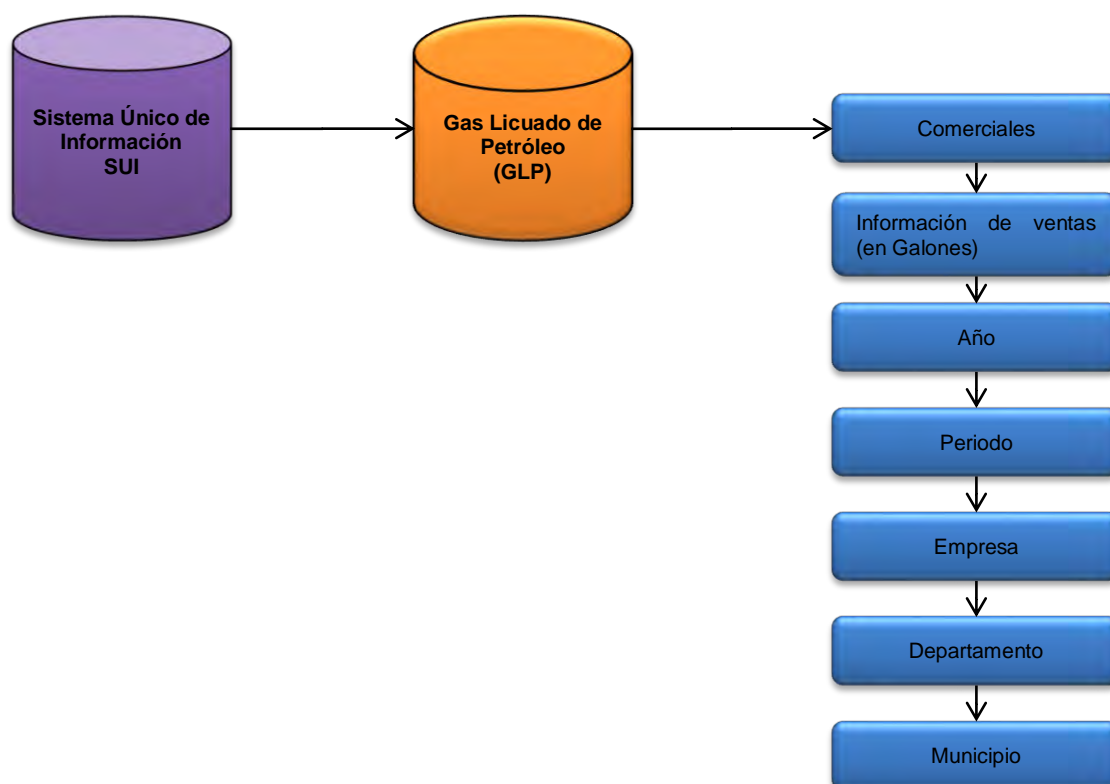 Sistema Único de
Información
SUI
Gas Licuado de
Petróleo
(GLP)
Comerciales
Información de ventas
(en Galones)
Año
Periodo
Empresa
Departamento
Municipio